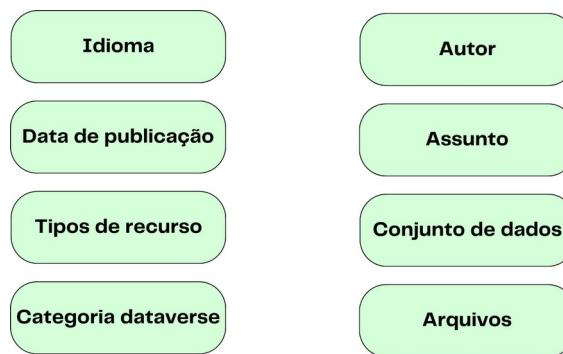 Idioma
Autor
Data de publicação
Assunto
Tipos de recurso
Conjunto de dados
Categoria dataverse
Arquivos